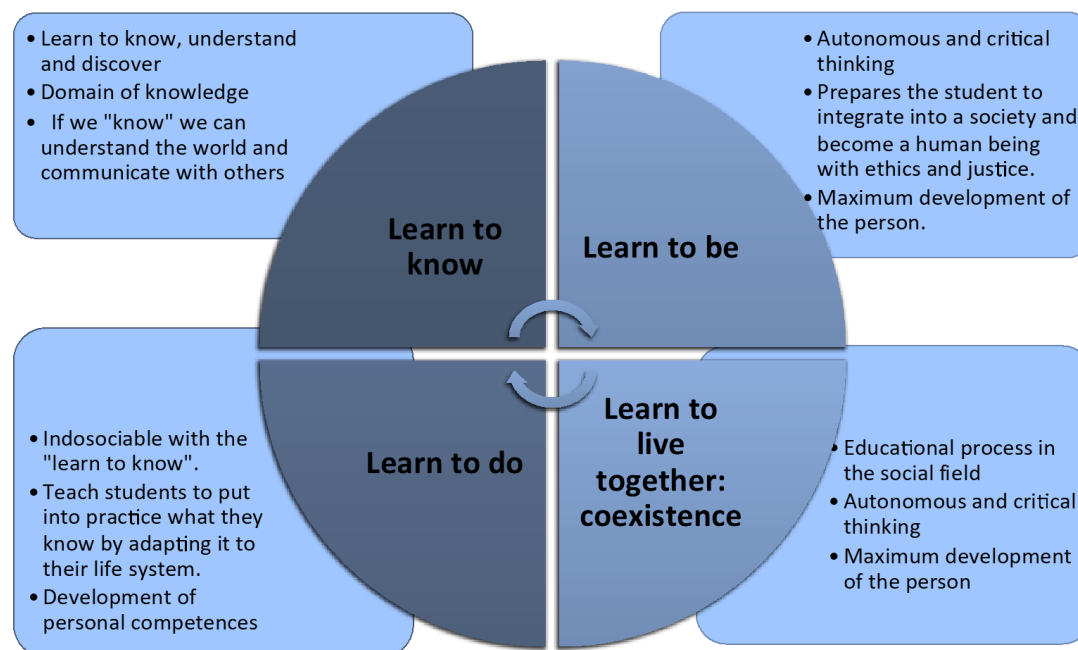 • Learn to know, understand
and discover
• Domain of knowledge
• If we "know" we can
understand the world and
communicate with others
Learn to
know
• Autonomous and critical
thinking
• Prepares the student to
integrate into a society and
become a human being
with ethics and justice.
• Maximum development of
the person.
Learn to be
• Indosociable with the
"learn to know".
• Teach students to put
into practice what they
know by adapting it to
their life system.
• Development of
personal competences
Learn to do
Learn to
live
together:
coexistence
• Educational process in
the social field
• Autonomous and critical
thinking
• Maximum development
of the person